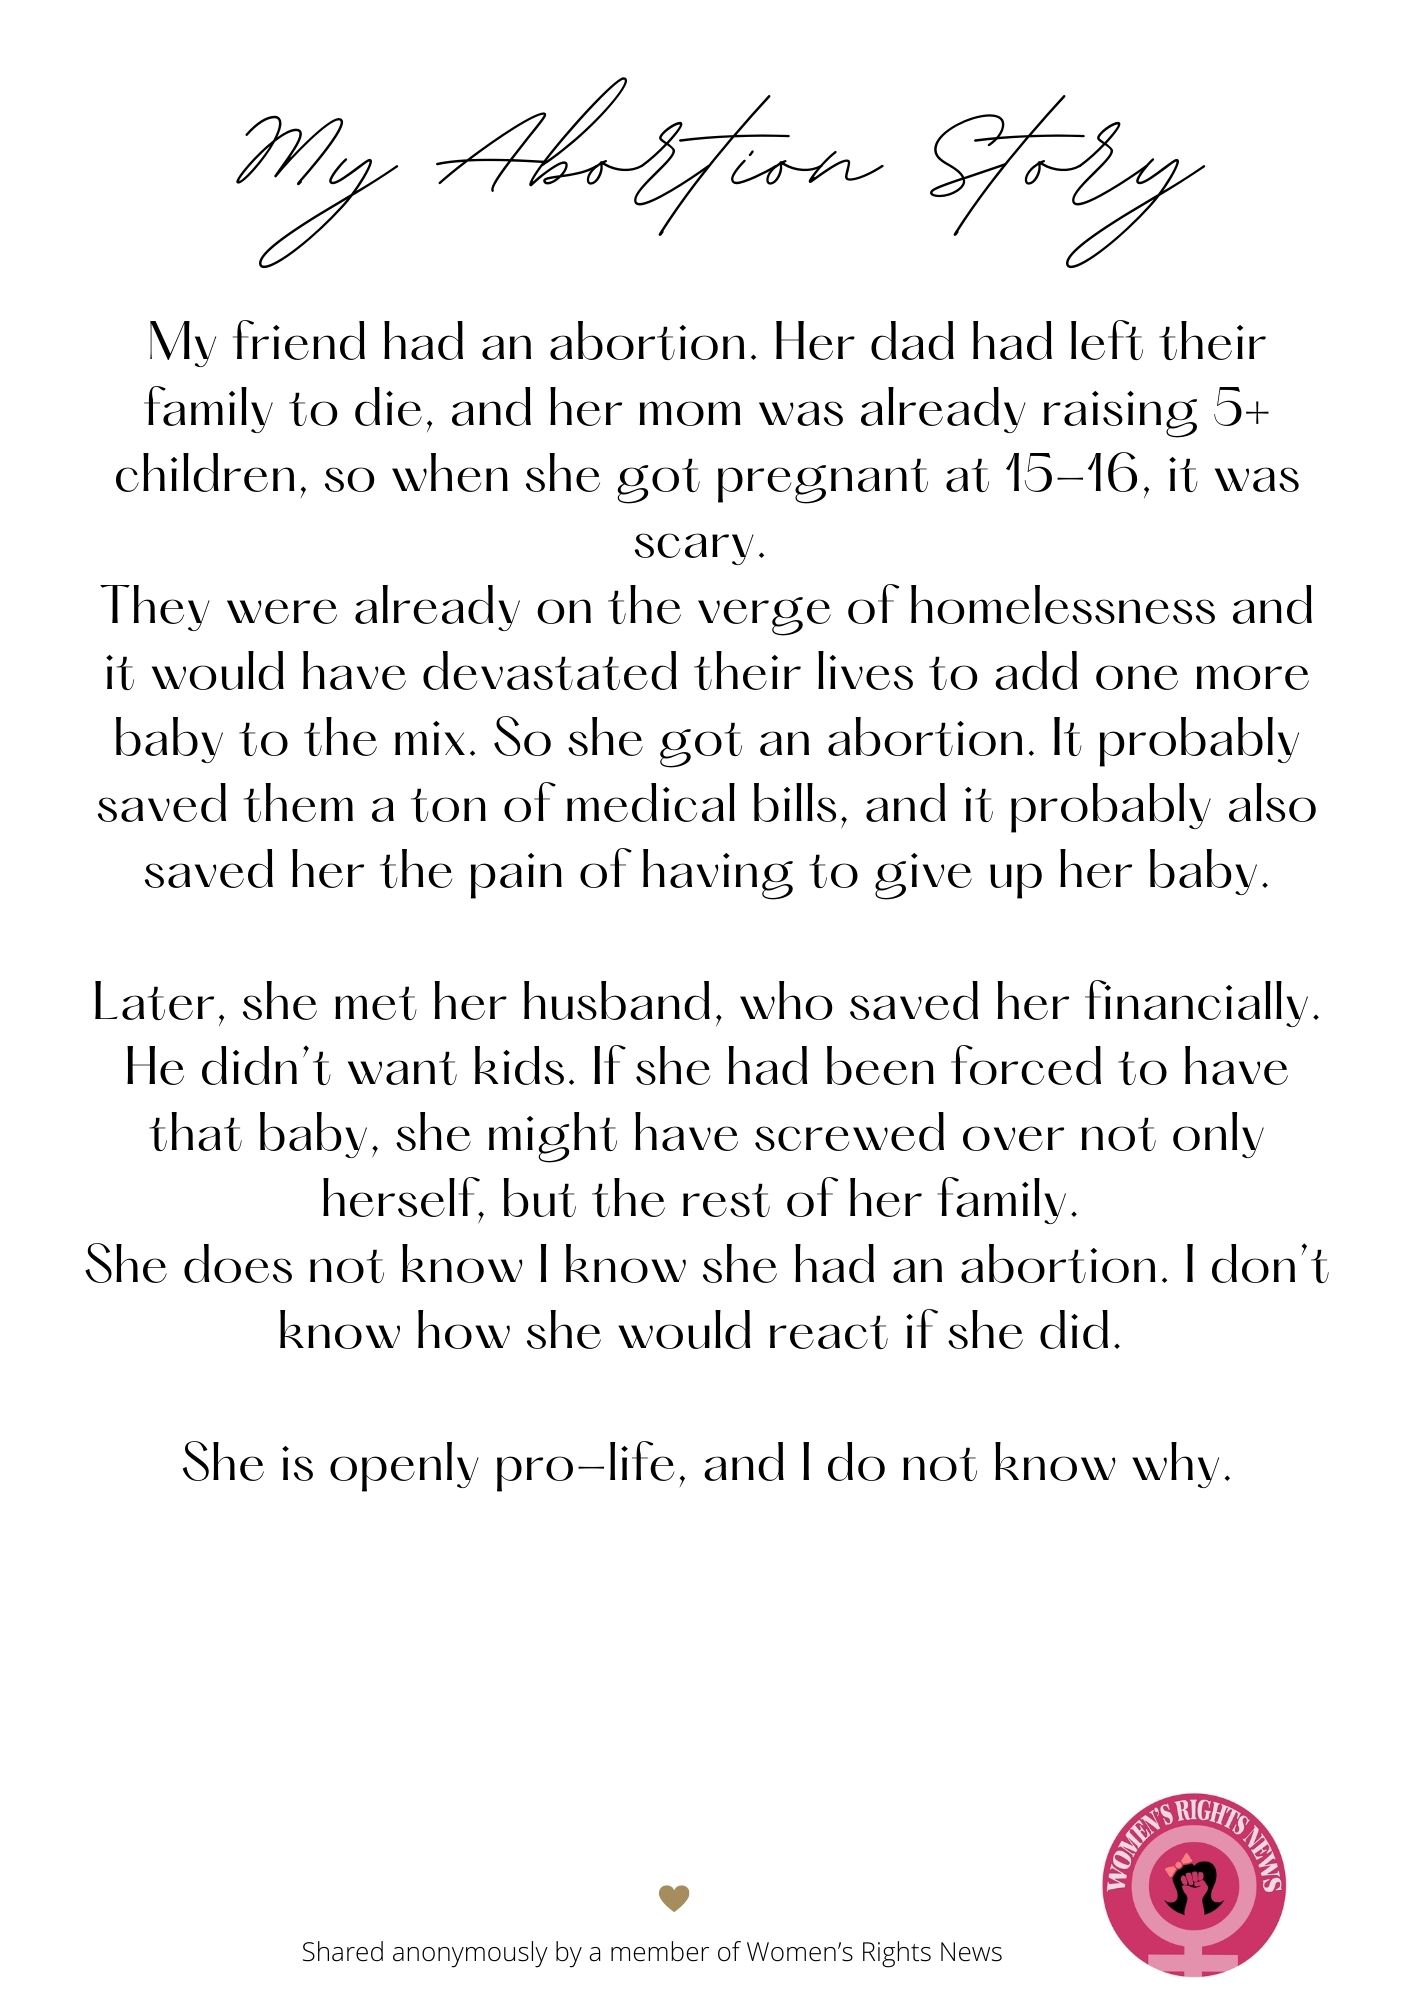 My Abortion Story
My friend had an abortion. Her dad had left their
family to die, and her mom was already raising 5+
children, so when she got pregnant at 15-16, it was
scary.
They were already on the verge of homelessness and
it would have devastated their lives to add one more
baby to the mix. So she got an abortion. It probably
saved them a ton of medical bills, and it probably also
saved her the pain of having to give up her baby.
Later, she met her husband, who saved her financially.
He didn't want kids. If she had been forced to have
that baby, she might have screwed over not only
herself, but the rest of her family.
She does not know I know she had an abortion. I don't
know how she would react if she did.
She is openly pro-life, and I do not know why.
WOMEN'S RIGHTS NEWS
Shared anonymously by a member of Women's Rights News